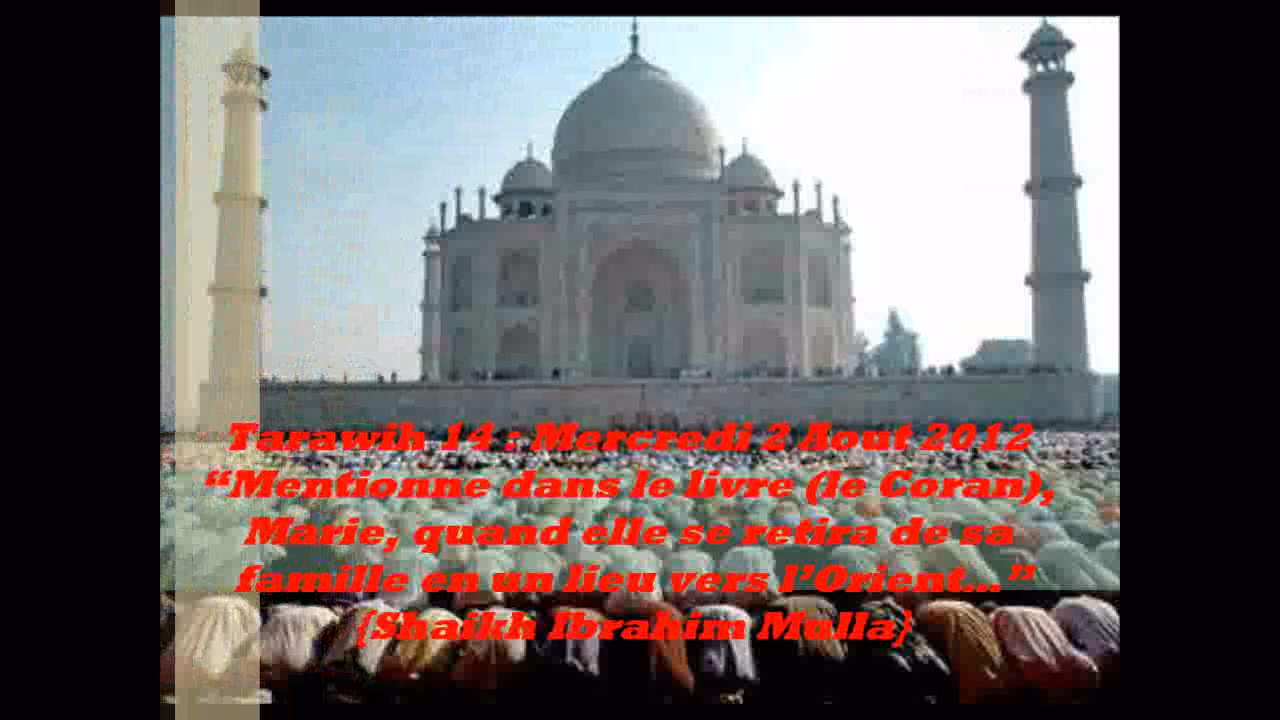 Tarawih 14 : Mercredi 2 Aout 2012
“Mentionne dans le livre (le Coran),
Marie, quand elle se retira de sa
famille en un lieu vers l’Orient...”
{Shaikh Ibrahim Mulla}